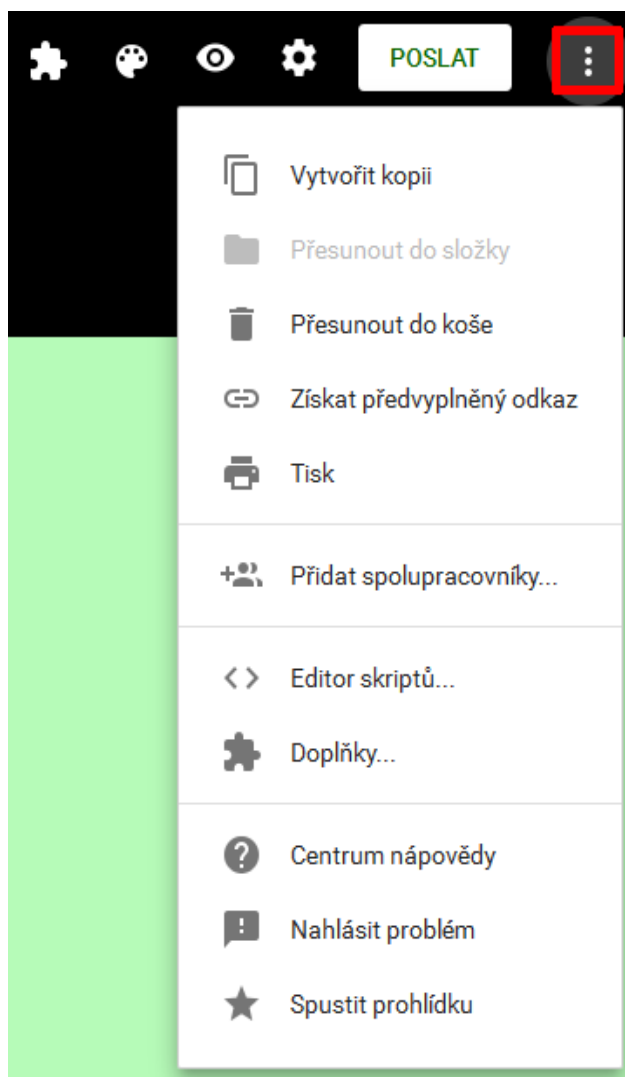 POSLAT
Vytvořit kopii
Přesunout do složky
Přesunout do koše
Získat předvyplněný odkaz
Tisk
Přidat spolupracovníky...
Editor skriptů...
Doplňky...
Centrum nápovědy
Nahlásit problém
Spustit prohlídku